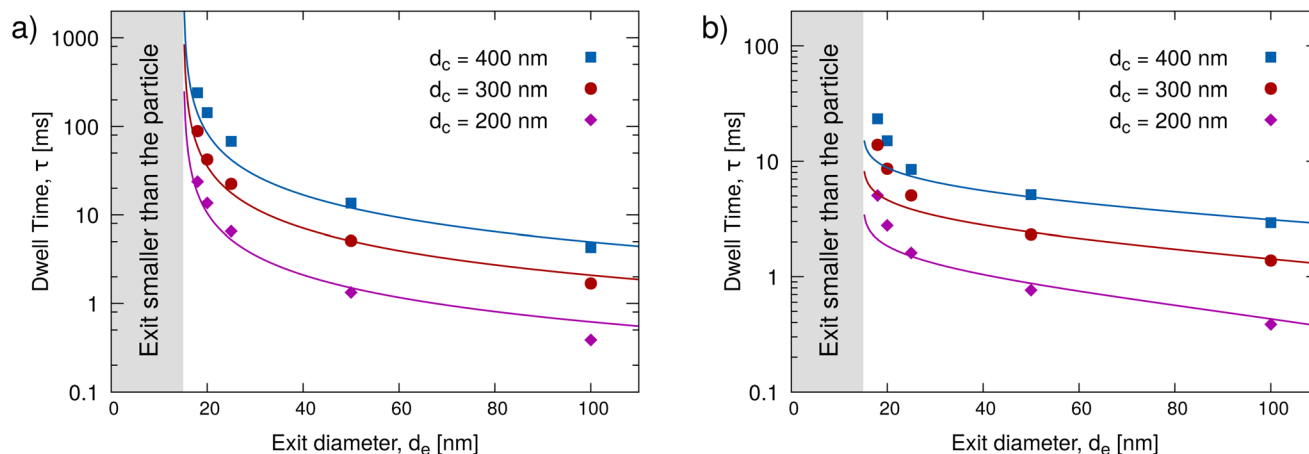 a)
Dwell Time, τ [ms]
1000
100
10
1
0.1
Exit smaller than the particle
d_c = 400 nm
d_c = 300 nm
d_c = 200 nm
0 20 40 60 80 100
Exit diameter, d_e [nm]
b)
Dwell Time, τ [ms]
100
10
1
0.1
Exit smaller than the particle
d_c = 400 nm
d_c = 300 nm
d_c = 200 nm
0 20 40 60 80 100
Exit diameter, d_e [nm]